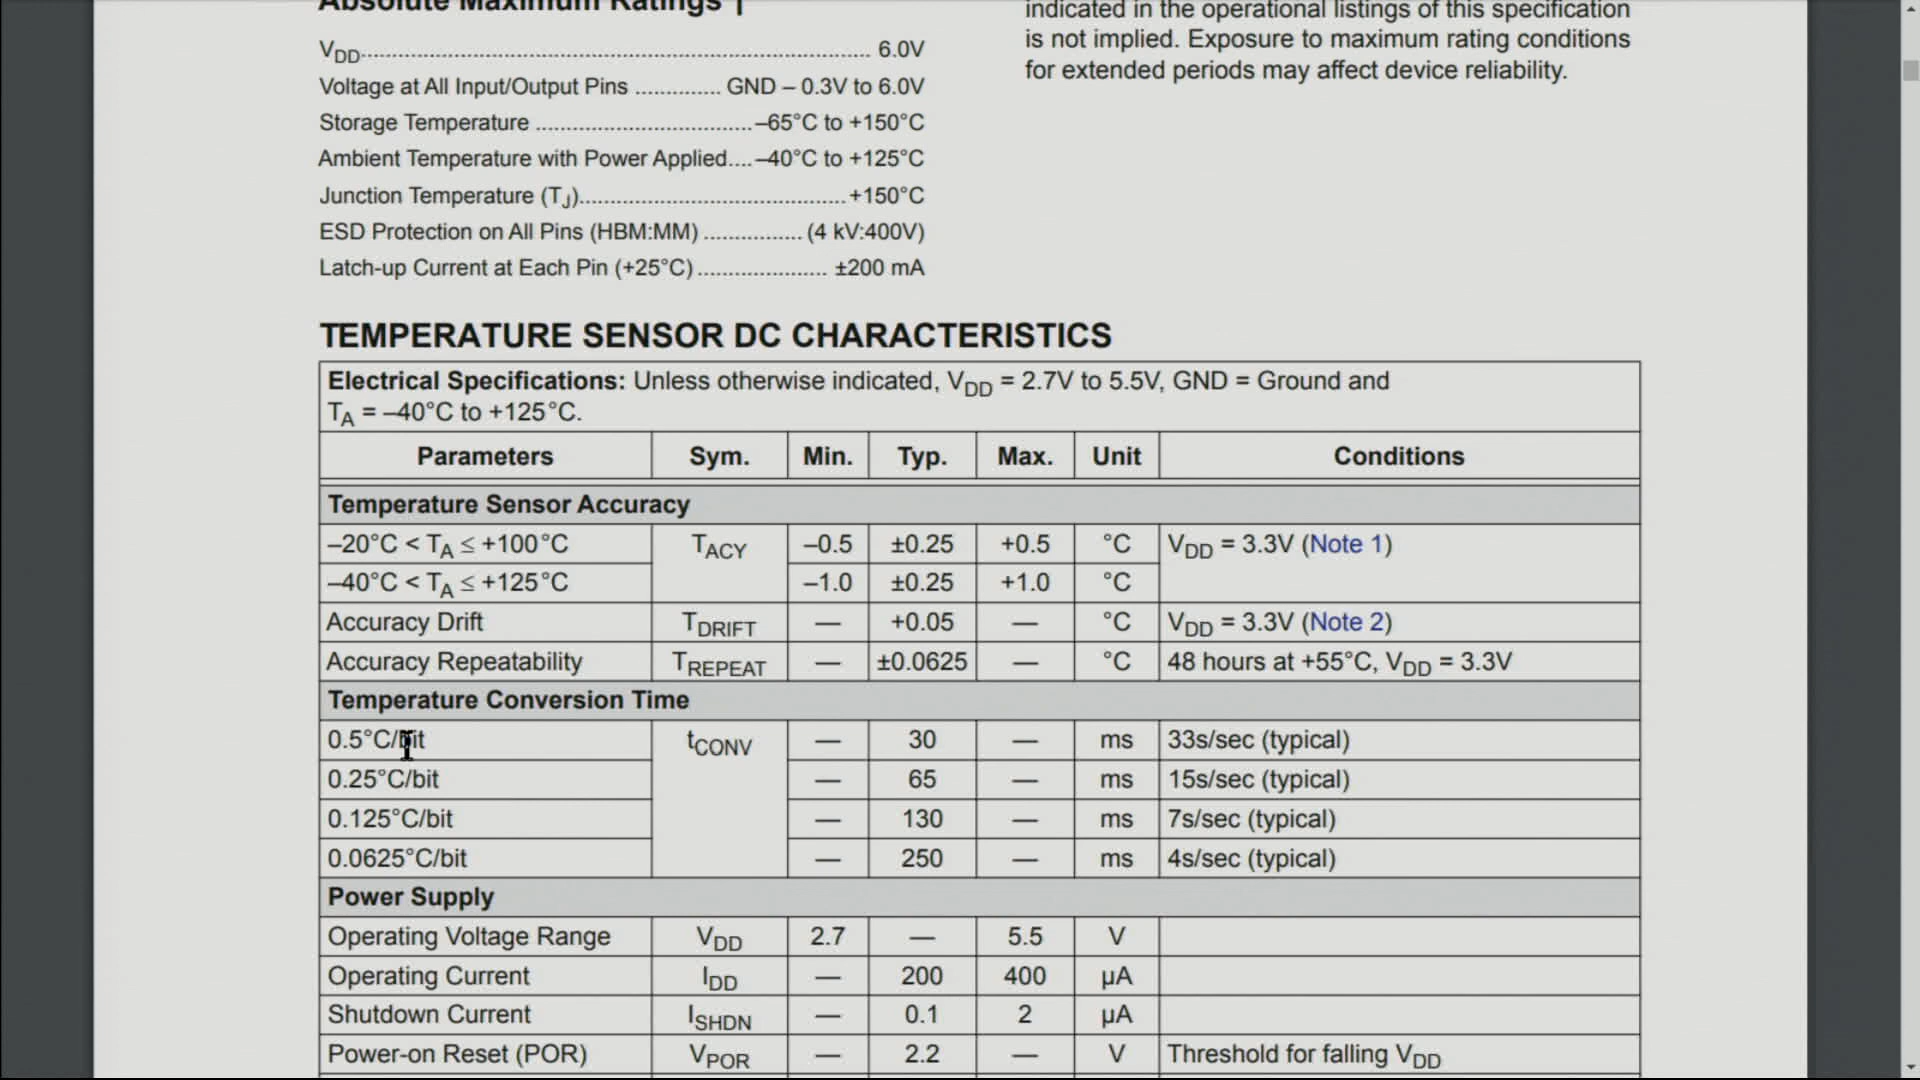 Absolute Maximum Ratings †
VDD.................................................................................... 6.0V
Voltage at All Input/Output Pins .............. GND – 0.3V to 6.0V
Storage Temperature ...................................–65°C to +150°C
Ambient Temperature with Power Applied....–40°C to +125°C
Junction Temperature (TJ)............................................+150°C
ESD Protection on All Pins (HBM:MM) ................ (4 kV:400V)
Latch-up Current at Each Pin (+25°C)..................... ±200 mA
indicated in the operational listings of this specification
is not implied. Exposure to maximum rating conditions
for extended periods may affect device reliability.
TEMPERATURE SENSOR DC CHARACTERISTICS
Electrical Specifications: Unless otherwise indicated, VDD = 2.7V to 5.5V, GND = Ground and
TA = –40°C to +125°C.
Parameters Sym. Min. Typ. Max. Unit Conditions
Temperature Sensor Accuracy
–20°C < TA ≤ +100°C TACY –0.5 ±0.25 +0.5 °C VDD = 3.3V (Note 1)
–40°C < TA ≤ +125°C –1.0 ±0.25 +1.0 °C
Accuracy Drift TDRIFT — +0.05 — °C VDD = 3.3V (Note 2)
Accuracy Repeatability TREPEAT — ±0.0625 — °C 48 hours at +55°C, VDD = 3.3V
Temperature Conversion Time
0.5°C/bit tCONV — 30 — ms 33s/sec (typical)
0.25°C/bit — 65 — ms 15s/sec (typical)
0.125°C/bit — 130 — ms 7s/sec (typical)
0.0625°C/bit — 250 — ms 4s/sec (typical)
Power Supply
Operating Voltage Range VDD 2.7 — 5.5 V
Operating Current IDD — 200 400 µA
Shutdown Current ISHDN — 0.1 2 µA
Power-on Reset (POR) VPOR — 2.2 — V Threshold for falling VDD